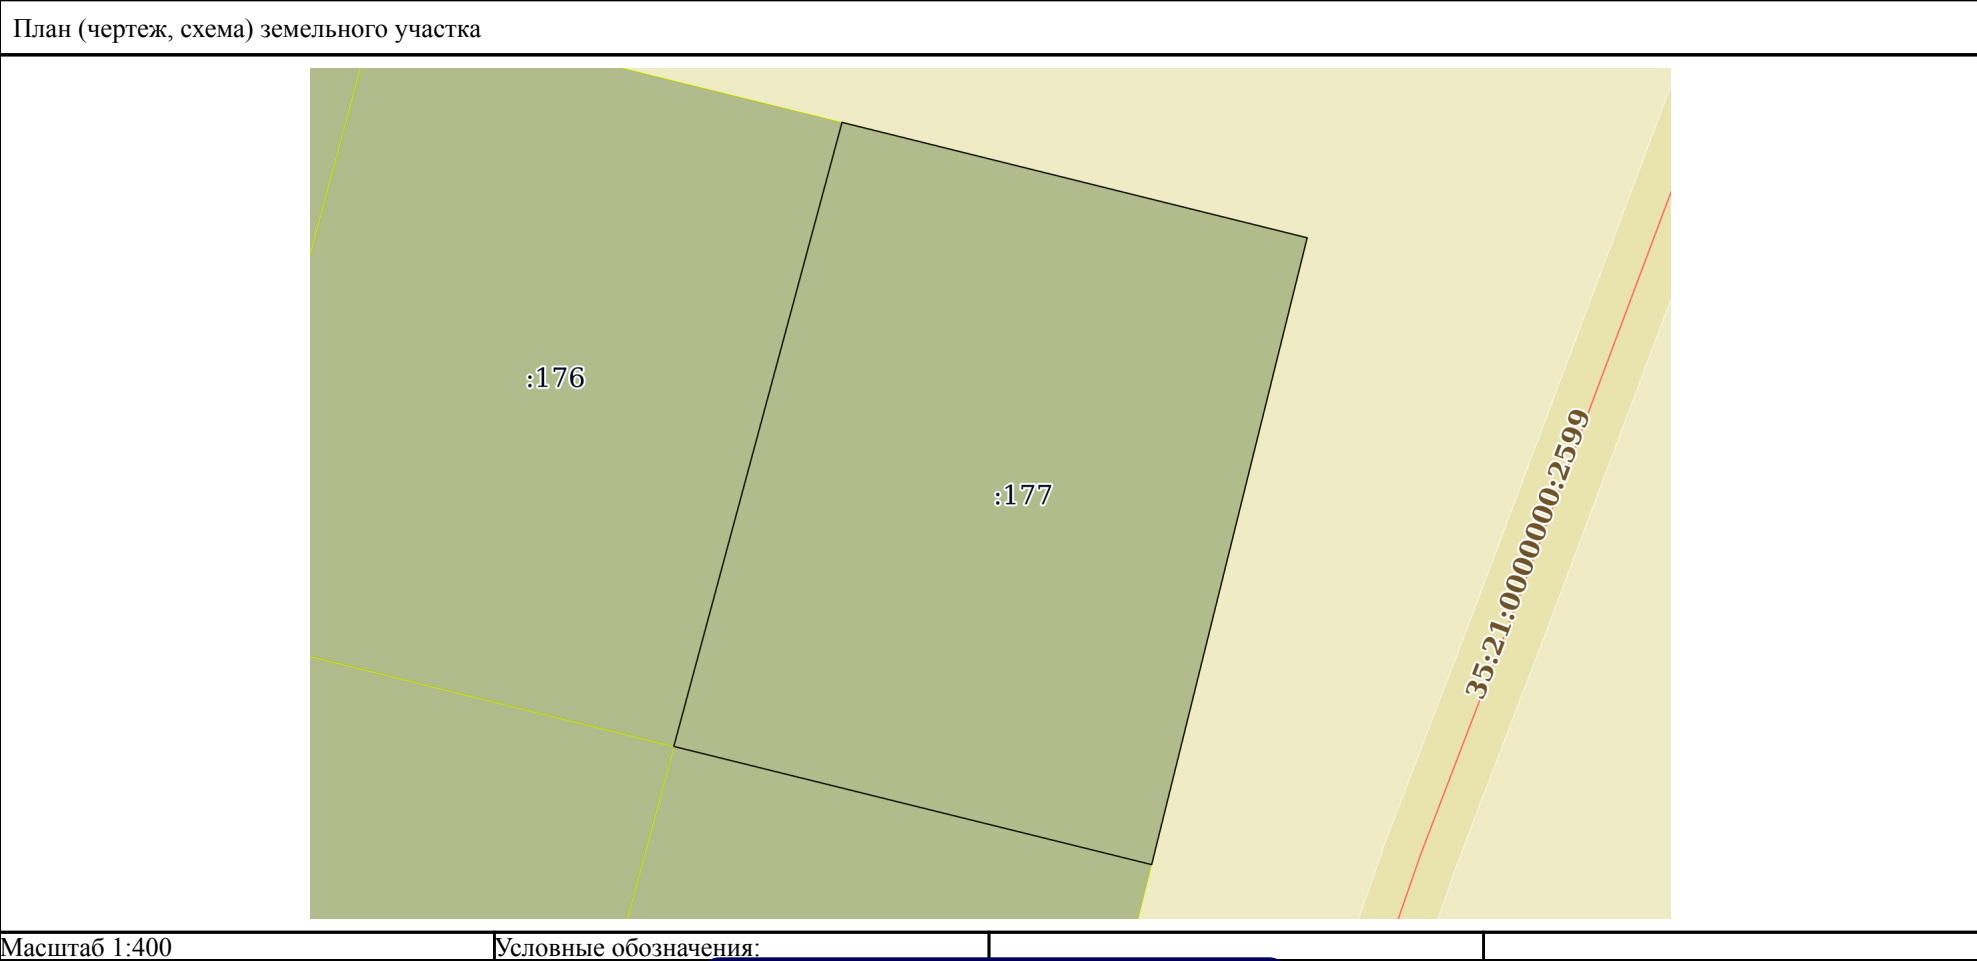 План (чертеж, схема) земельного участка
:176
:177
35:21:0000000:2599
Масштаб 1:400
Условные обозначения: